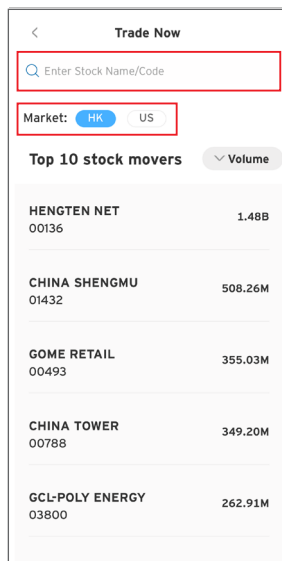 Trade Now
Enter Stock Name/Code
Market: HK US
Top 10 stock movers Volume
HENGTEN NET
00136
1.48B
CHINA SHENGMU
01432
508.26M
GOME RETAIL
00493
355.03M
CHINA TOWER
00788
349.20M
GCL-POLY ENERGY
03800
262.91M